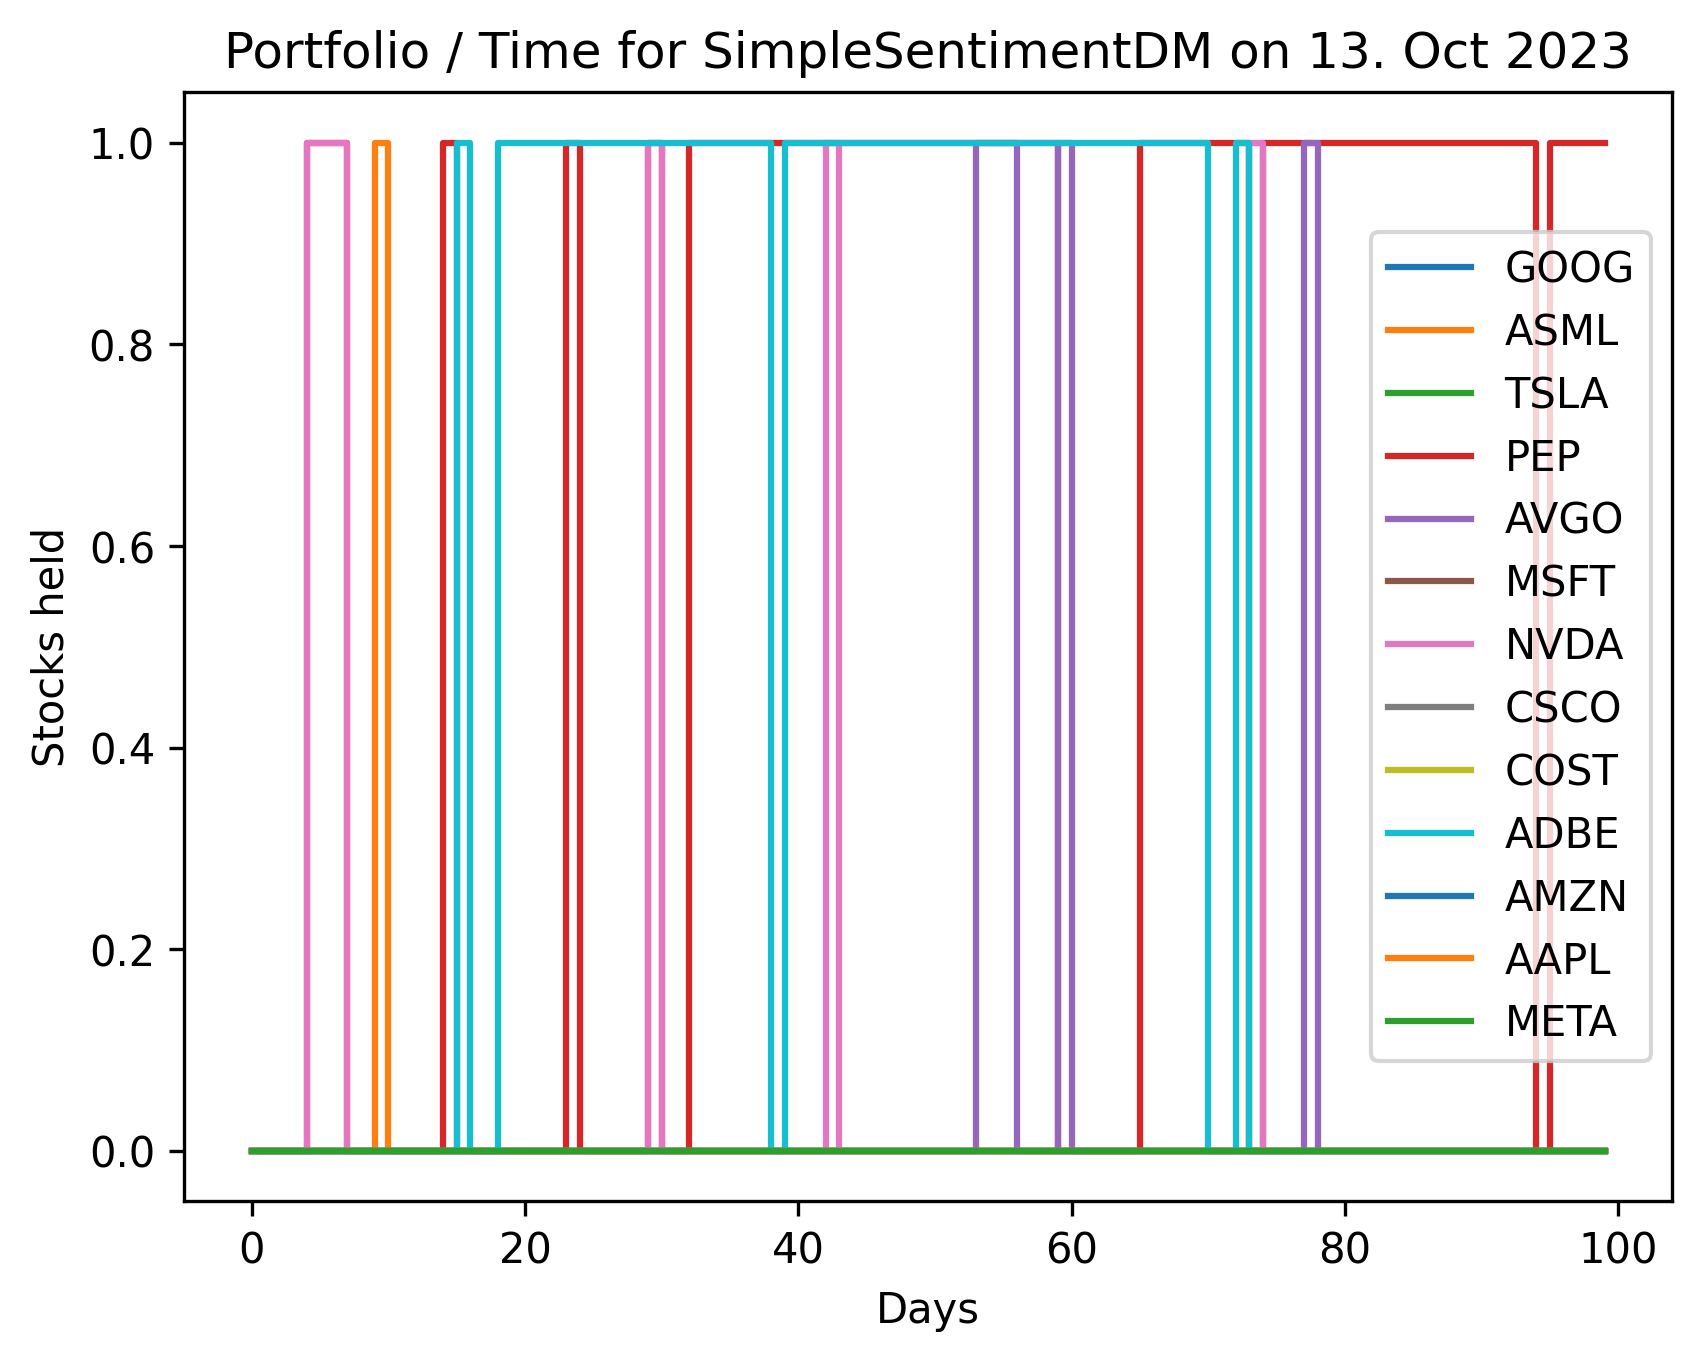 Portfolio / Time for SimpleSentimentDM on 13. Oct 2023
1.0
0.8
0.6
0.4
0.2
0.0
Stocks held
GOOG
ASML
TSLA
PEP
AVGO
MSFT
NVDA
CSCO
COST
ADBE
AMZN
AAPL
META
0 20 40 60 80 100
Days